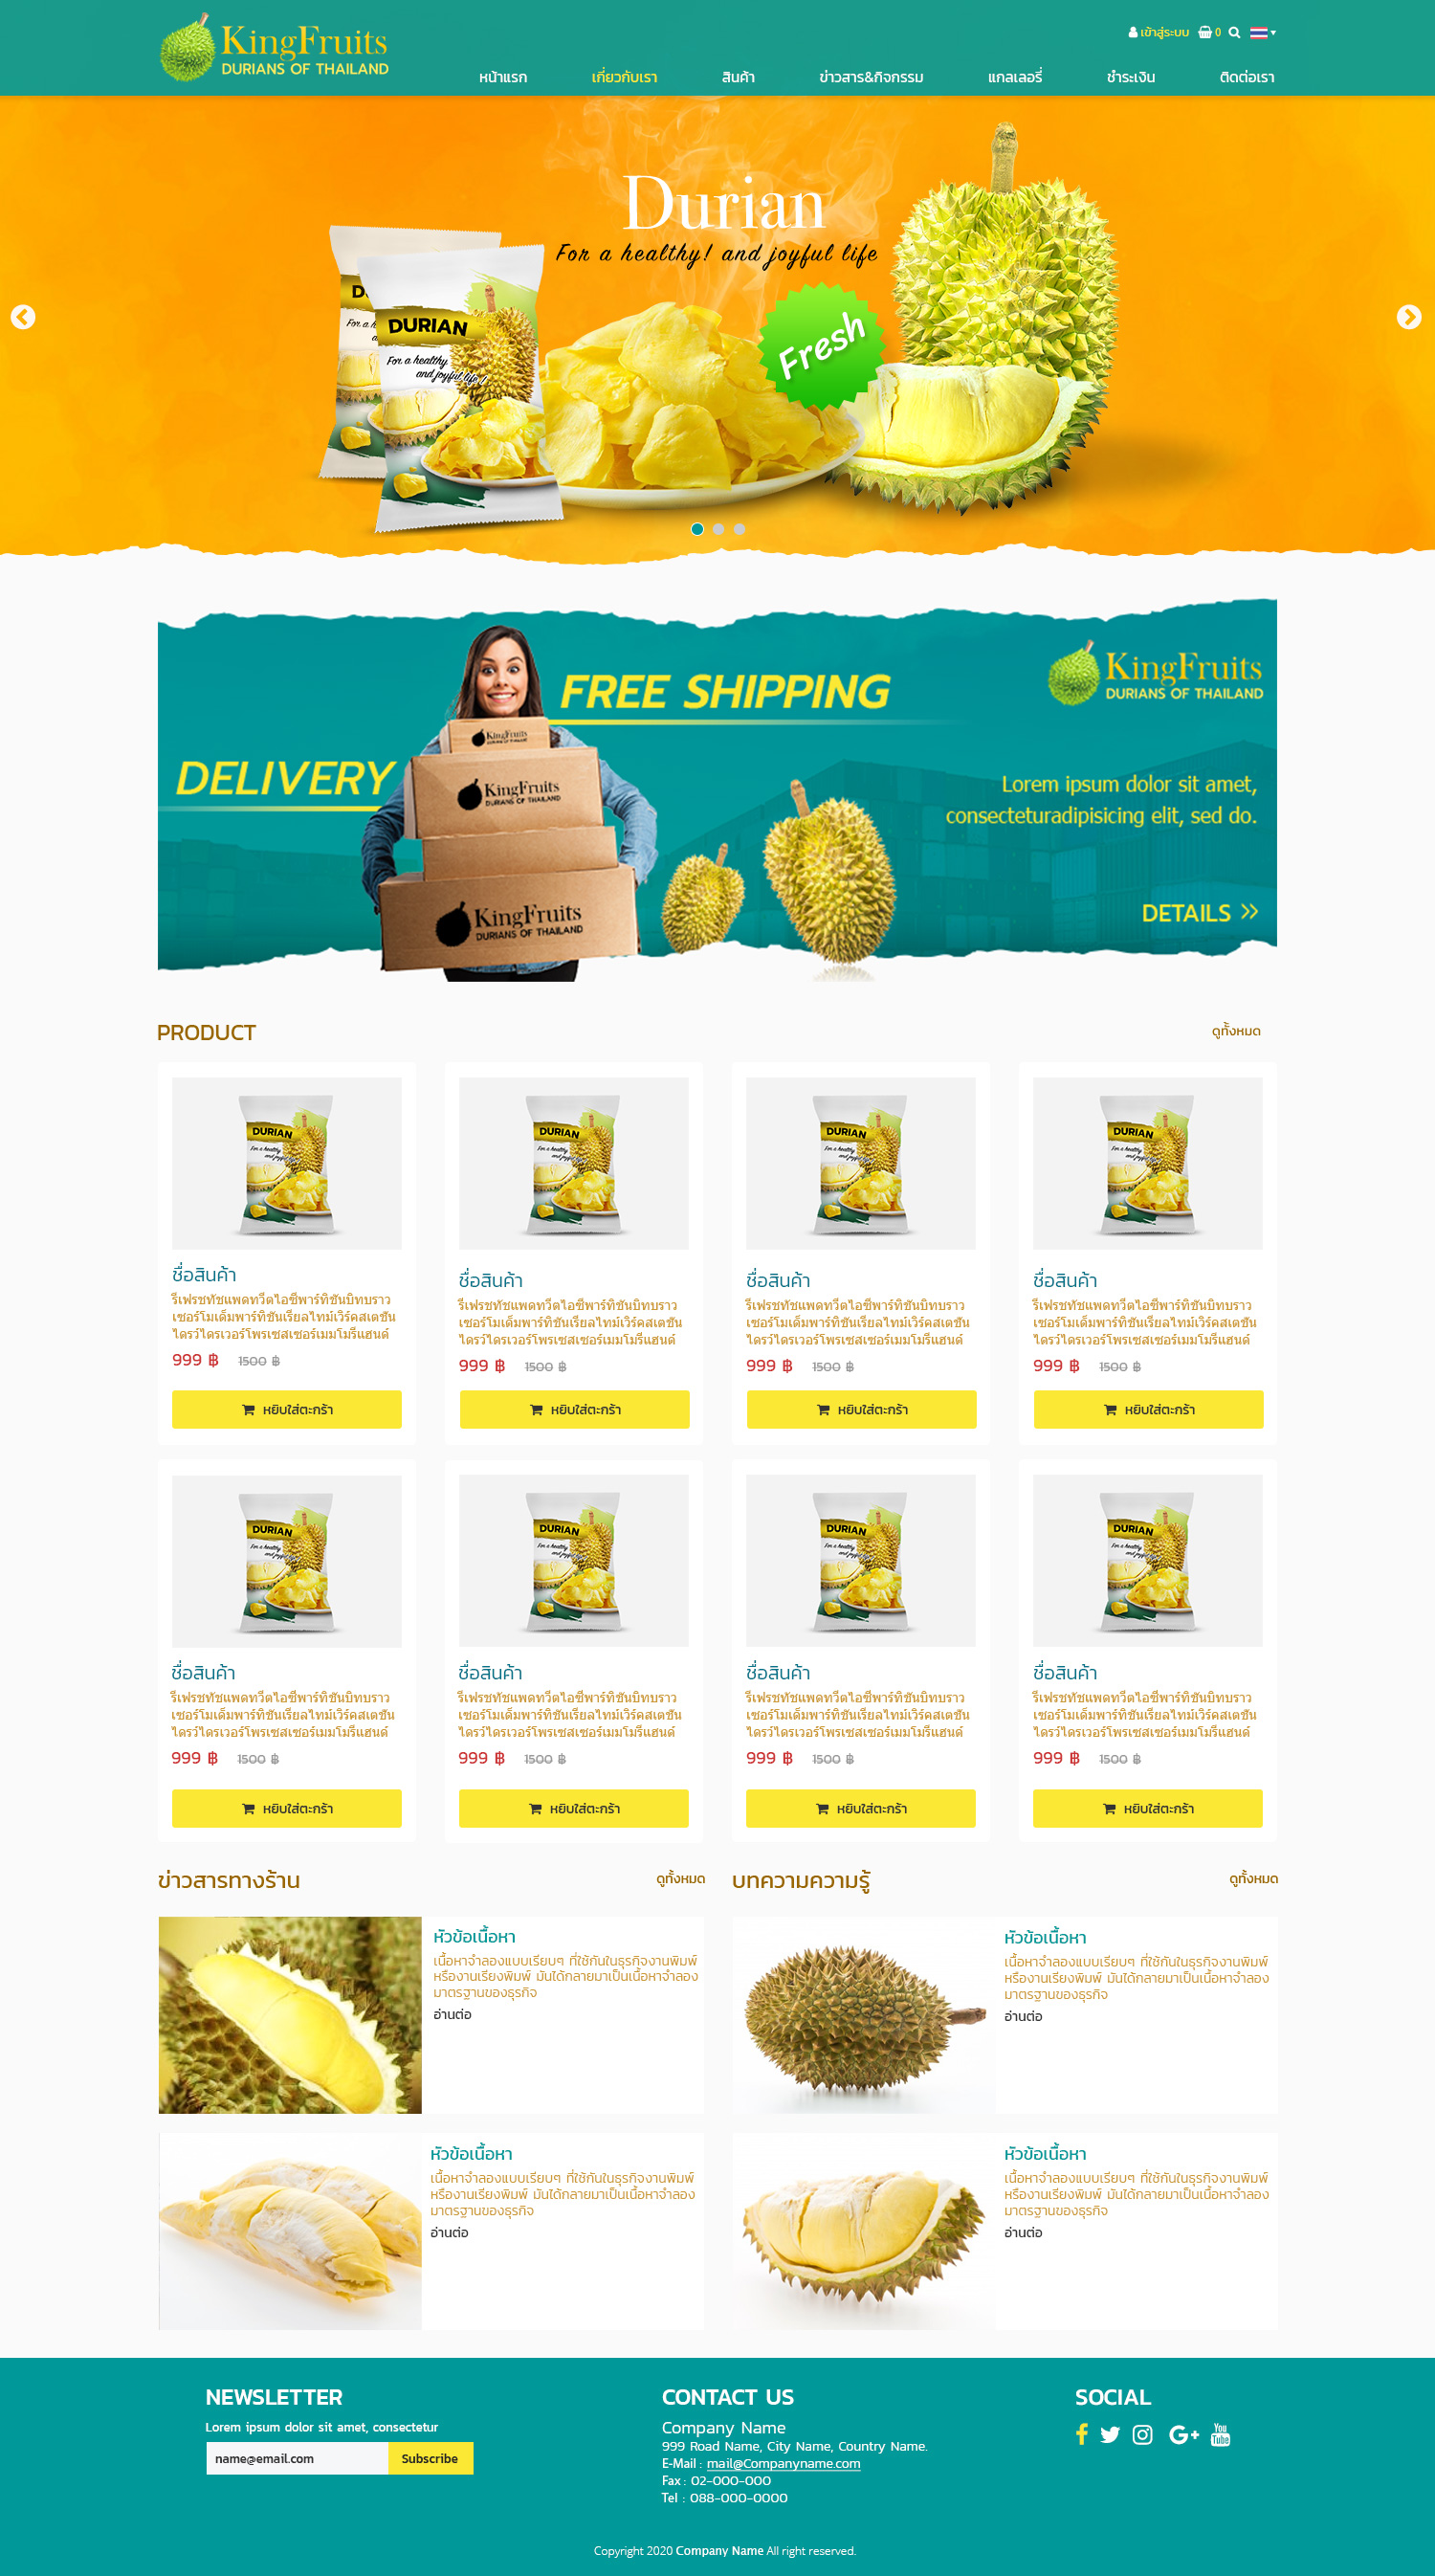 KingFruits
DURIANS OF THAILAND
เข้าสู่ระบบ 0
หน้าแรก เกี่ยวกับเรา สินค้า ข่าวสาร&กิจกรรม แกลเลอรี่ ชำระเงิน ติดต่อเรา
Durian
For a healthy! and joyful life
DURIAN
For a healthy
and joyful life !
Fresh
KingFruits
DURIANS OF THAILAND
FREE SHIPPING
DELIVERY
KingFruits
DURIANS OF THAILAND
KingFruits
DURIANS OF THAILAND
KingFruits
DURIANS OF THAILAND
Lorem ipsum dolor sit amet,
consecteturadipisicing elit, sed do.
DETAILS »
PRODUCT ดูทั้งหมด
DURIAN DURIAN DURIAN DURIAN
ชื่อสินค้า ชื่อสินค้า ชื่อสินค้า ชื่อสินค้า
รีเฟรชทัชแพดทวีตไอซีพาร์ทิชันบิทบราว รีเฟรชทัชแพดทวีตไอซีพาร์ทิชันบิทบราว รีเฟรชทัชแพดทวีตไอซีพาร์ทิชันบิทบราว รีเฟรชทัชแพดทวีตไอซีพาร์ทิชันบิทบราว
เซอร์โมเด็มพาร์ทิชันเรียลไทม์เวิร์คสเตชัน เซอร์โมเด็มพาร์ทิชันเรียลไทม์เวิร์คสเตชัน เซอร์โมเด็มพาร์ทิชันเรียลไทม์เวิร์คสเตชัน เซอร์โมเด็มพาร์ทิชันเรียลไทม์เวิร์คสเตชัน
ไดรว์ไดรเวอร์โพรเซสเซอร์เมมโมรีแฮนด์ ไดรว์ไดรเวอร์โพรเซสเซอร์เมมโมรีแฮนด์ ไดรว์ไดรเวอร์โพรเซสเซอร์เมมโมรีแฮนด์ ไดรว์ไดรเวอร์โพรเซสเซอร์เมมโมรีแฮนด์
999 ฿ 1500 ฿ 999 ฿ 1500 ฿ 999 ฿ 1500 ฿ 999 ฿ 1500 ฿
หยิบใส่ตะกร้า หยิบใส่ตะกร้า หยิบใส่ตะกร้า หยิบใส่ตะกร้า
DURIAN DURIAN DURIAN DURIAN
ชื่อสินค้า ชื่อสินค้า ชื่อสินค้า ชื่อสินค้า
รีเฟรชทัชแพดทวีตไอซีพาร์ทิชันบิทบราว รีเฟรชทัชแพดทวีตไอซีพาร์ทิชันบิทบราว รีเฟรชทัชแพดทวีตไอซีพาร์ทิชันบิทบราว รีเฟรชทัชแพดทวีตไอซีพาร์ทิชันบิทบราว
เซอร์โมเด็มพาร์ทิชันเรียลไทม์เวิร์คสเตชัน เซอร์โมเด็มพาร์ทิชันเรียลไทม์เวิร์คสเตชัน เซอร์โมเด็มพาร์ทิชันเรียลไทม์เวิร์คสเตชัน เซอร์โมเด็มพาร์ทิชันเรียลไทม์เวิร์คสเตชัน
ไดรว์ไดรเวอร์โพรเซสเซอร์เมมโมรีแฮนด์ ไดรว์ไดรเวอร์โพรเซสเซอร์เมมโมรีแฮนด์ ไดรว์ไดรเวอร์โพรเซสเซอร์เมมโมรีแฮนด์ ไดรว์ไดรเวอร์โพรเซสเซอร์เมมโมรีแฮนด์
999 ฿ 1500 ฿ 999 ฿ 1500 ฿ 999 ฿ 1500 ฿ 999 ฿ 1500 ฿
หยิบใส่ตะกร้า หยิบใส่ตะกร้า หยิบใส่ตะกร้า หยิบใส่ตะกร้า
ข่าวสารทางร้าน ดูทั้งหมด
หัวข้อเนื้อหา
เนื้อหาจำลองแบบเรียบๆ ที่ใช้กันในธุรกิจงานพิมพ์
หรืองานเรียงพิมพ์ มันได้กลายมาเป็นเนื้อหาจำลอง
มาตรฐานของธุรกิจ
อ่านต่อ
หัวข้อเนื้อหา
เนื้อหาจำลองแบบเรียบๆ ที่ใช้กันในธุรกิจงานพิมพ์
หรืองานเรียงพิมพ์ มันได้กลายมาเป็นเนื้อหาจำลอง
มาตรฐานของธุรกิจ
อ่านต่อ
บทความความรู้ ดูทั้งหมด
หัวข้อเนื้อหา
เนื้อหาจำลองแบบเรียบๆ ที่ใช้กันในธุรกิจงานพิมพ์
หรืองานเรียงพิมพ์ มันได้กลายมาเป็นเนื้อหาจำลอง
มาตรฐานของธุรกิจ
อ่านต่อ
หัวข้อเนื้อหา
เนื้อหาจำลองแบบเรียบๆ ที่ใช้กันในธุรกิจงานพิมพ์
หรืองานเรียงพิมพ์ มันได้กลายมาเป็นเนื้อหาจำลอง
มาตรฐานของธุรกิจ
อ่านต่อ
NEWSLETTER
Lorem ipsum dolor sit amet, consectetur
name@email.com Subscribe
CONTACT US
Company Name
999 Road Name, City Name, Country Name.
E-Mail : mail@Companyname.com
Fax : 02-000-000
Tel : 088-000-0000
SOCIAL
Copyright 2020 Company Name All right reserved.